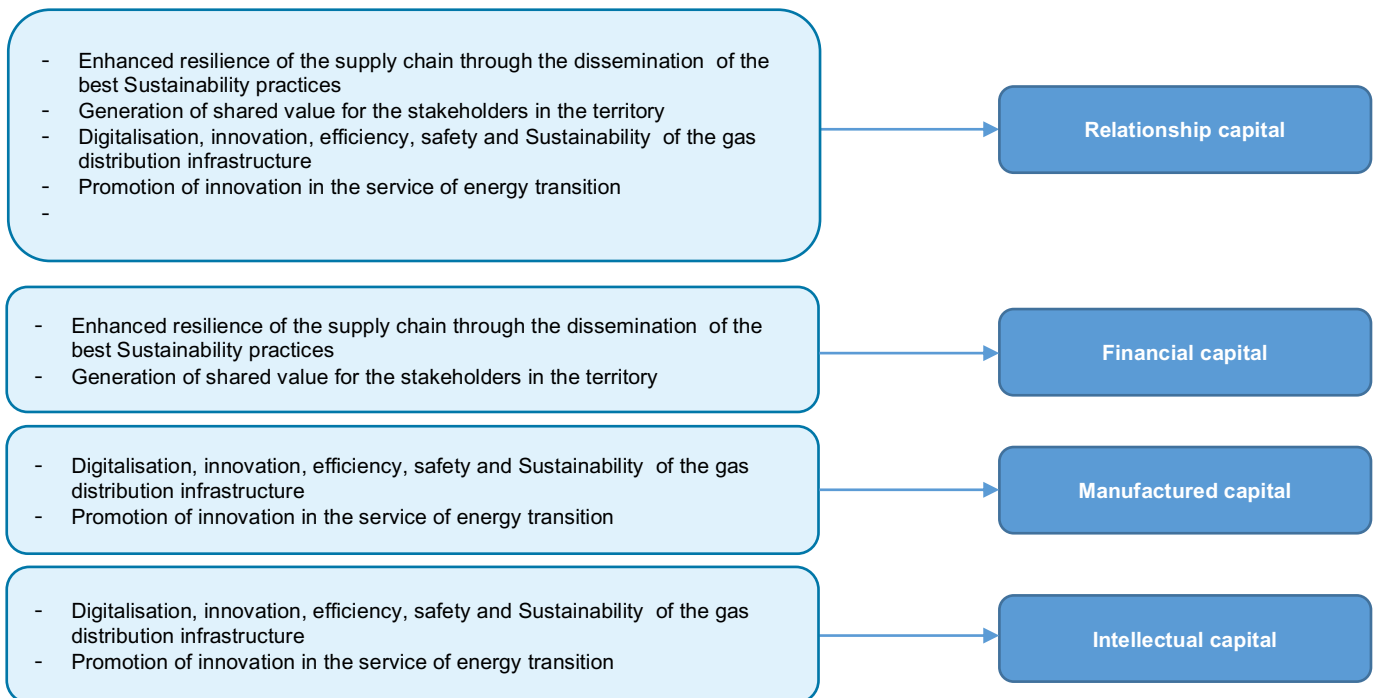 - Enhanced resilience of the supply chain through the dissemination of the
best Sustainability practices
- Generation of shared value for the stakeholders in the territory
- Digitalisation, innovation, efficiency, safety and Sustainability of the gas
distribution infrastructure
- Promotion of innovation in the service of energy transition
-
Relationship capital
- Enhanced resilience of the supply chain through the dissemination of the
best Sustainability practices
- Generation of shared value for the stakeholders in the territory
Financial capital
- Digitalisation, innovation, efficiency, safety and Sustainability of the gas
distribution infrastructure
- Promotion of innovation in the service of energy transition
Manufactured capital
- Digitalisation, innovation, efficiency, safety and Sustainability of the gas
distribution infrastructure
- Promotion of innovation in the service of energy transition
Intellectual capital